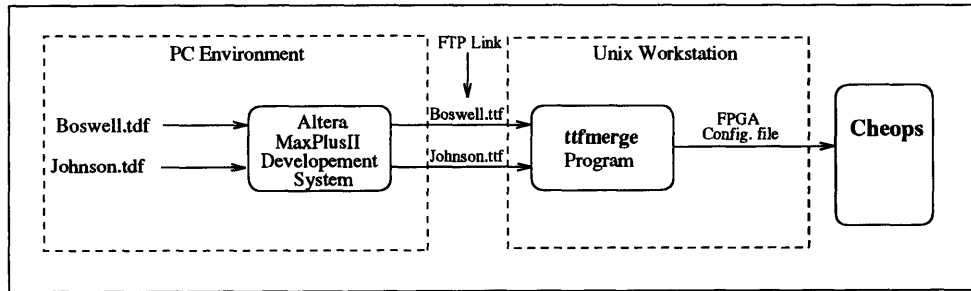 PC Environment
FTP Link
Unix Workstation
Boswell.tdf
Johnson.tdf
Altera
MaxPlusII
Developement
System
Boswell.ttf
Johnson.ttf
ttfmerge
Program
FPGA
Config. file
Cheops